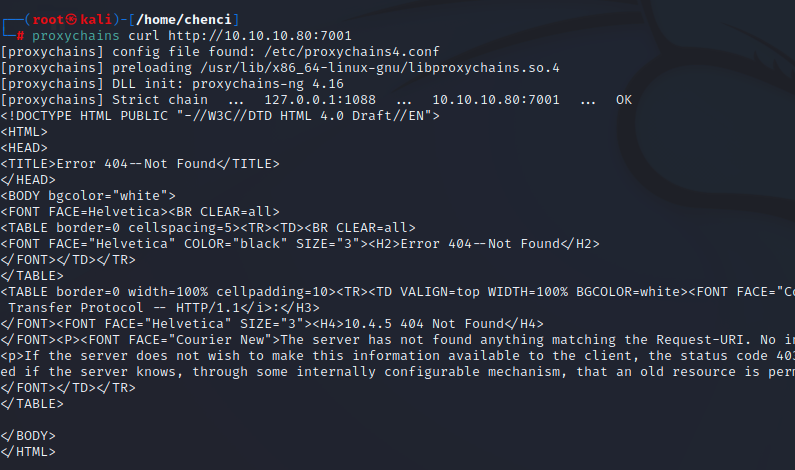 ┌──(root㉿kali)-[/home/chenci]
└─# proxychains curl http://10.10.10.80:7001
[proxychains] config file found: /etc/proxychains4.conf
[proxychains] preloading /usr/lib/x86_64-linux-gnu/libproxychains.so.4
[proxychains] DLL init: proxychains-ng 4.16
[proxychains] Strict chain  ...  127.0.0.1:1088  ...  10.10.10.80:7001  ...  OK
<!DOCTYPE HTML PUBLIC "-//W3C//DTD HTML 4.0 Draft//EN">
<HTML>
<HEAD>
<TITLE>Error 404--Not Found</TITLE>
</HEAD>
<BODY bgcolor="white">
<FONT FACE=Helvetica><BR CLEAR=all>
<TABLE border=0 cellspacing=5><TR><TD><BR CLEAR=all>
<FONT FACE="Helvetica" COLOR="black" SIZE="3"><H2>Error 404--Not Found</H2>
</FONT></TD></TR>
</TABLE>
<TABLE border=0 width=100% cellpadding=10><TR><TD VALIGN=top WIDTH=100% BGCOLOR=white><FONT FACE="Co
 Transfer Protocol -- HTTP/1.1</i>:</H3>
</FONT><FONT FACE="Helvetica" SIZE="3"><H4>10.4.5 404 Not Found</H4>
</FONT><P><FONT FACE="Courier New">The server has not found anything matching the Request-URI. No in
<p>If the server does not wish to make this information available to the client, the status code 403
ed if the server knows, through some internally configurable mechanism, that an old resource is perm
</FONT></TD></TR>
</TABLE>

</BODY>
</HTML>